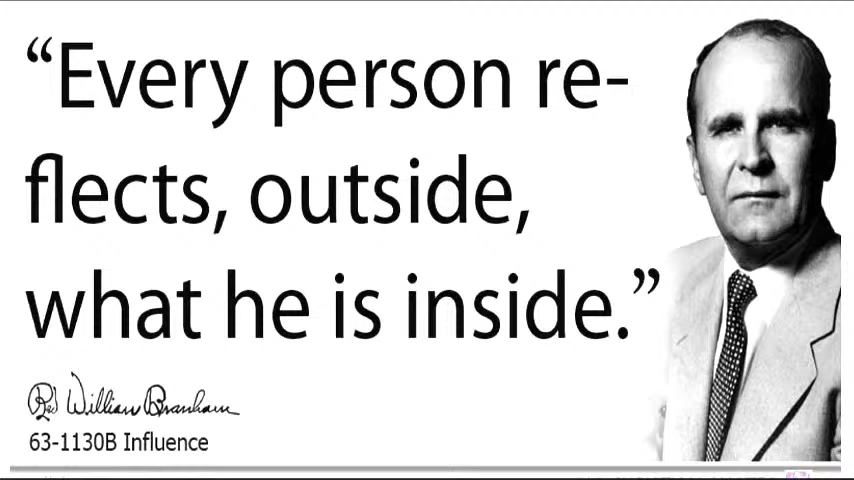 “Every person re-
flects, outside,
what he is inside.”
Rev William Branham
63-1130B Influence